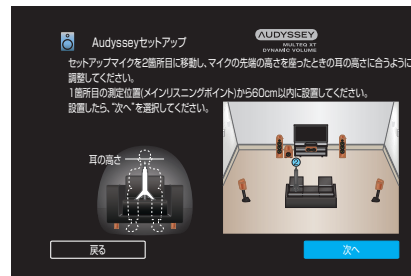 Audysseyセットアップ
AUDYSSEY
MULTEQ XT
DYNAMIC VOLUME
セットアップマイクを2箇所目に移動し、マイクの先端の高さを座ったときの耳の高さに合うように
調整してください。
1箇所目の測定位置(メインリスニングポイント)から60cm以内に設置してください。
設置したら、"次へ"を選択してください。
耳の高さ
戻る
次へ